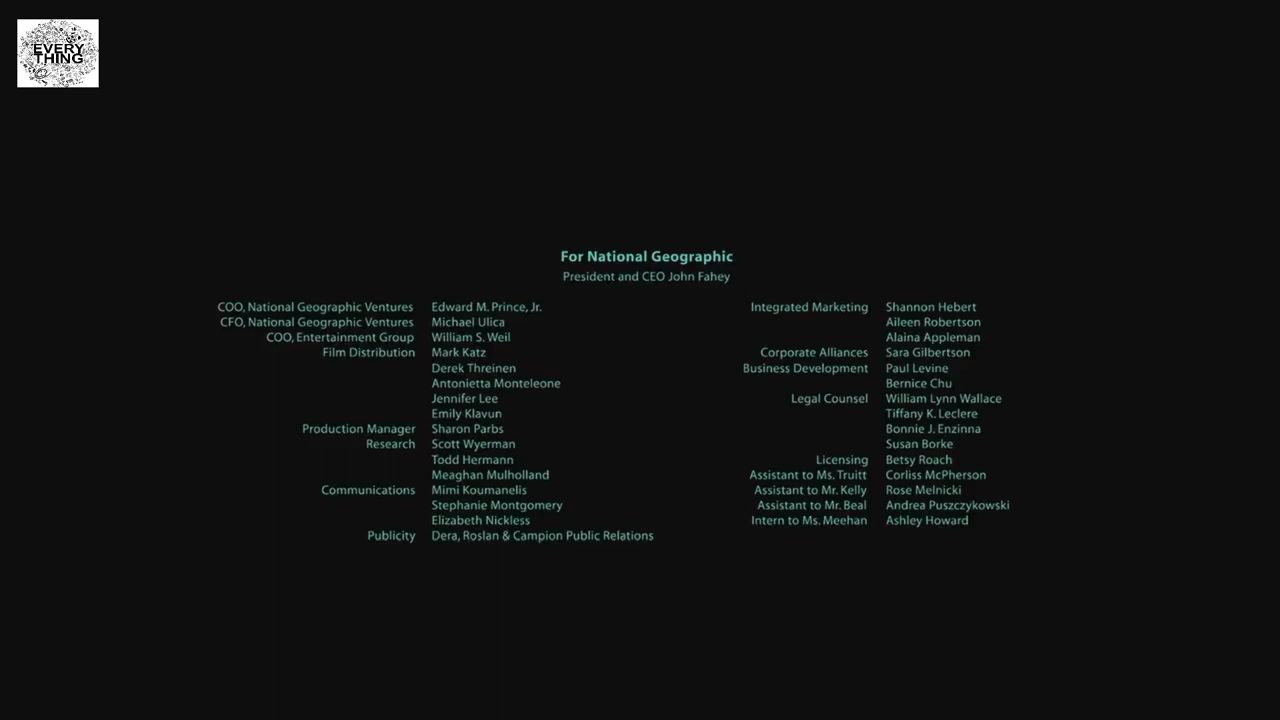 EVERY
THING
For National Geographic
President and CEO John Fahey
COO, National Geographic Ventures Edward M. Prince, Jr.
CFO, National Geographic Ventures Michael Ulica
COO, Entertainment Group William S. Weil
Film Distribution Mark Katz
Derek Threinen
Antonietta Monteleone
Jennifer Lee
Emily Klavun
Production Manager Sharon Parbs
Research Scott Wyerman
Todd Hermann
Meaghan Mulholland
Communications Mimi Koumanelis
Stephanie Montgomery
Elizabeth Nickless
Publicity Dera, Roslan & Campion Public Relations
Integrated Marketing Shannon Hebert
Aileen Robertson
Alaina Appleman
Corporate Alliances Sara Gilbertson
Business Development Paul Levine
Bernice Chu
Legal Counsel William Lynn Wallace
Tiffany K. Leclere
Bonnie J. Enzinna
Susan Borke
Licensing Betsy Roach
Assistant to Ms. Truitt Corliss McPherson
Assistant to Mr. Kelly Rose Melnicki
Assistant to Mr. Beal Andrea Puszczykowski
Intern to Ms. Meehan Ashley Howard